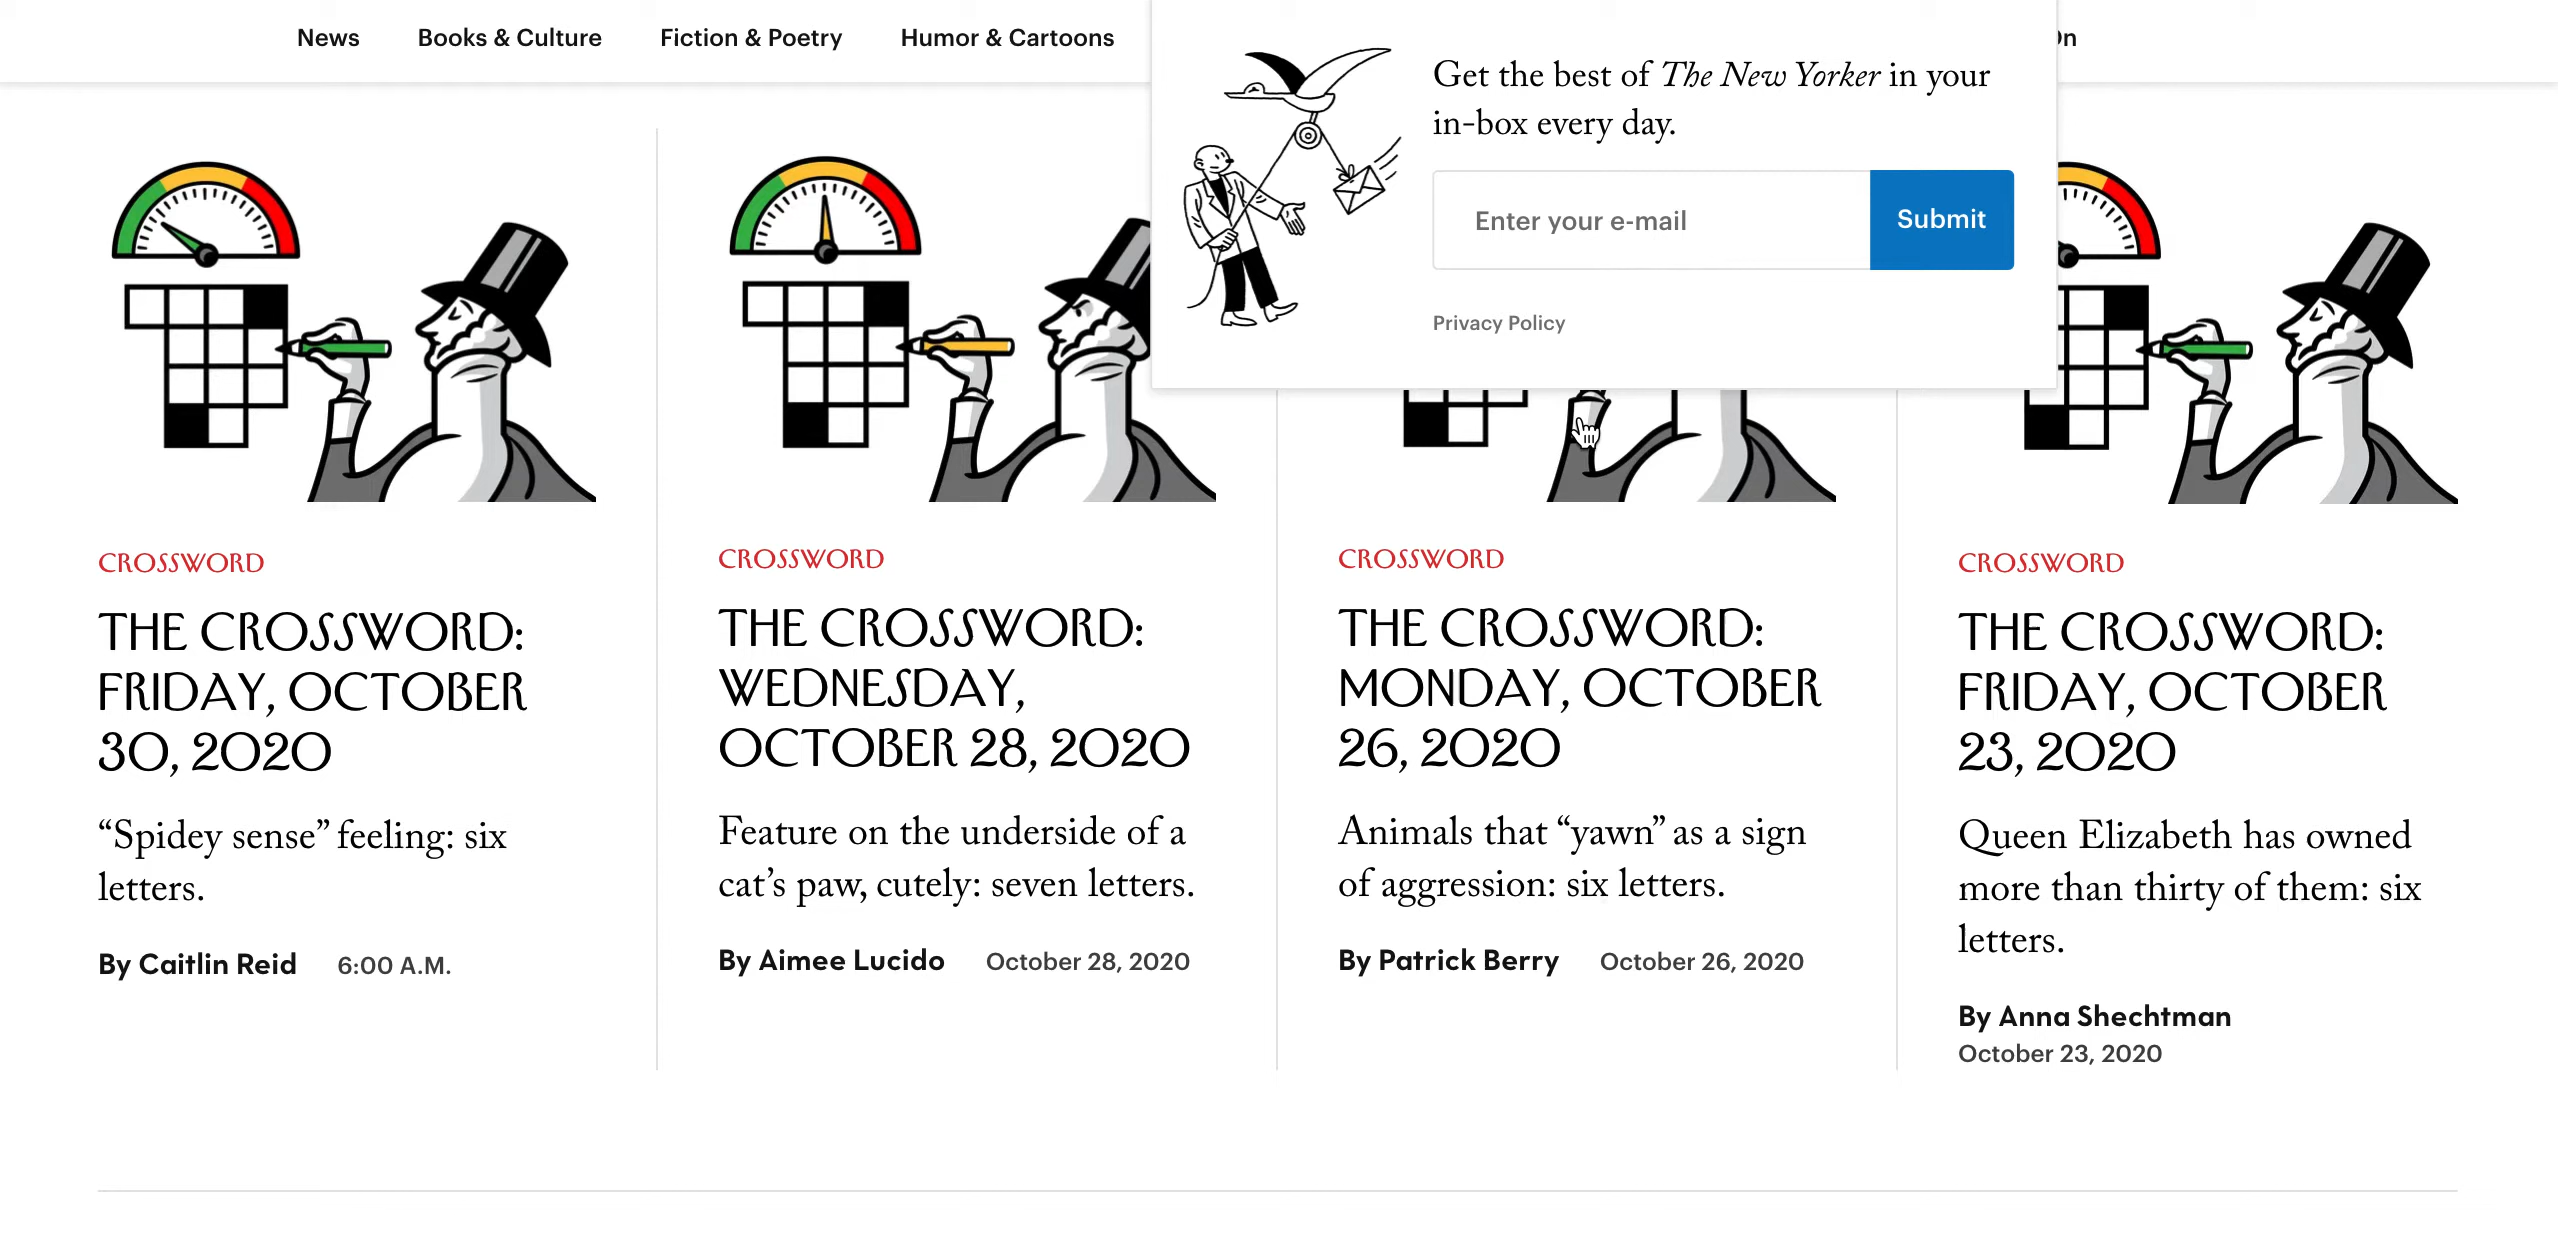 News
Books & Culture
Fiction & Poetry
Humor & Cartoons
Get the best of The New Yorker in your
in-box every day.
Enter your e-mail
Submit
Privacy Policy
CROSSWORD
THE CROSSWORD:
FRIDAY, OCTOBER
30, 2020
“Spidey sense” feeling: six
letters.
By Caitlin Reid 6:00 A.M.
CROSSWORD
THE CROSSWORD:
WEDNESDAY,
OCTOBER 28, 2020
Feature on the underside of a
cat’s paw, cutely: seven letters.
By Aimee Lucido October 28, 2020
CROSSWORD
THE CROSSWORD:
MONDAY, OCTOBER
26, 2020
Animals that “yawn” as a sign
of aggression: six letters.
By Patrick Berry October 26, 2020
CROSSWORD
THE CROSSWORD:
FRIDAY, OCTOBER
23, 2020
Queen Elizabeth has owned
more than thirty of them: six
letters.
By Anna Shechtman
October 23, 2020